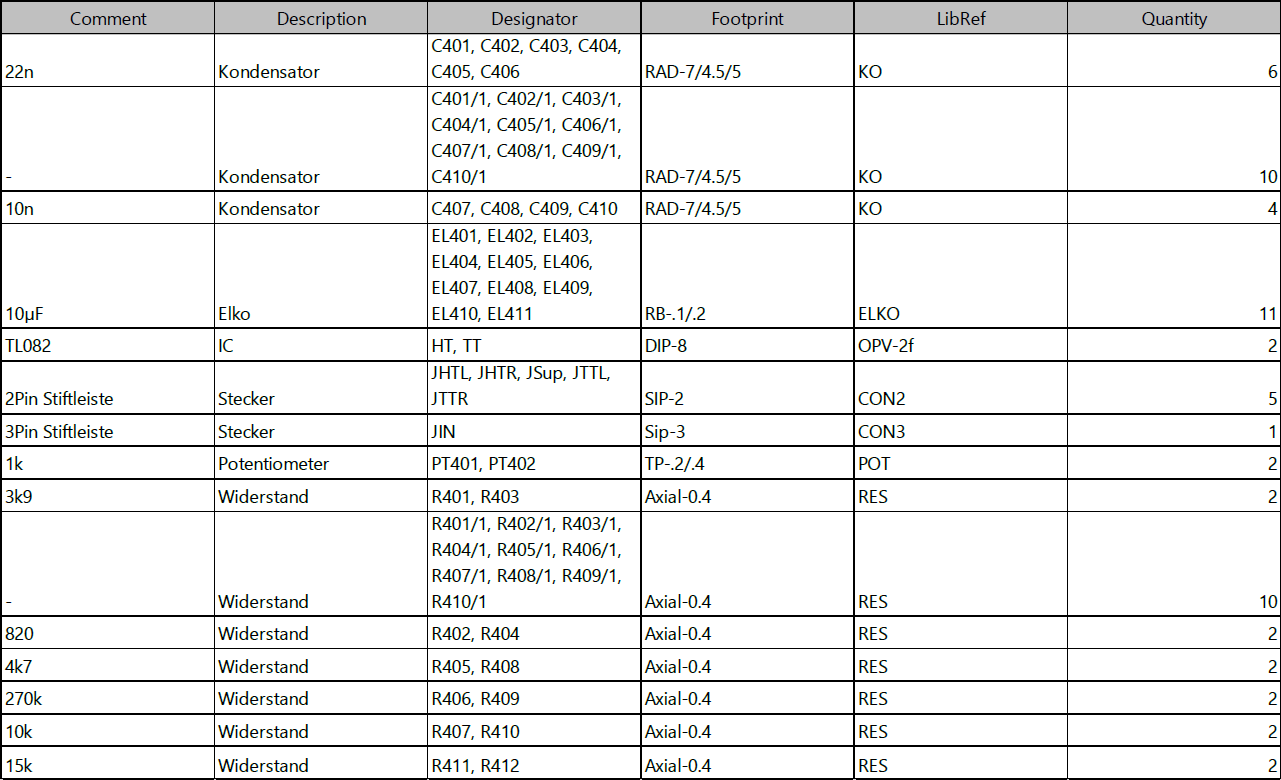 Comment Description Designator Footprint LibRef Quantity
C401, C402, C403, C404,
22n Kondensator C405, C406 RAD-7/4.5/5 KO 6
C401/1, C402/1, C403/1,
C404/1, C405/1, C406/1,
C407/1, C408/1, C409/1,
- Kondensator C410/1 RAD-7/4.5/5 KO 10
10n Kondensator C407, C408, C409, C410 RAD-7/4.5/5 KO 4
EL401, EL402, EL403,
EL404, EL405, EL406,
EL407, EL408, EL409,
10µF Elko EL410, EL411 RB-.1/.2 ELKO 11
TL082 IC HT, TT DIP-8 OPV-2f 2
JHTL, JHTR, JSup, JTTL,
2Pin Stiftleiste Stecker JTTR SIP-2 CON2 5
3Pin Stiftleiste Stecker JIN Sip-3 CON3 1
1k Potentiometer PT401, PT402 TP-.2/.4 POT 2
3k9 Widerstand R401, R403 Axial-0.4 RES 2
R401/1, R402/1, R403/1,
R404/1, R405/1, R406/1,
R407/1, R408/1, R409/1,
- Widerstand R410/1 Axial-0.4 RES 10
820 Widerstand R402, R404 Axial-0.4 RES 2
4k7 Widerstand R405, R408 Axial-0.4 RES 2
270k Widerstand R406, R409 Axial-0.4 RES 2
10k Widerstand R407, R410 Axial-0.4 RES 2
15k Widerstand R411, R412 Axial-0.4 RES 2